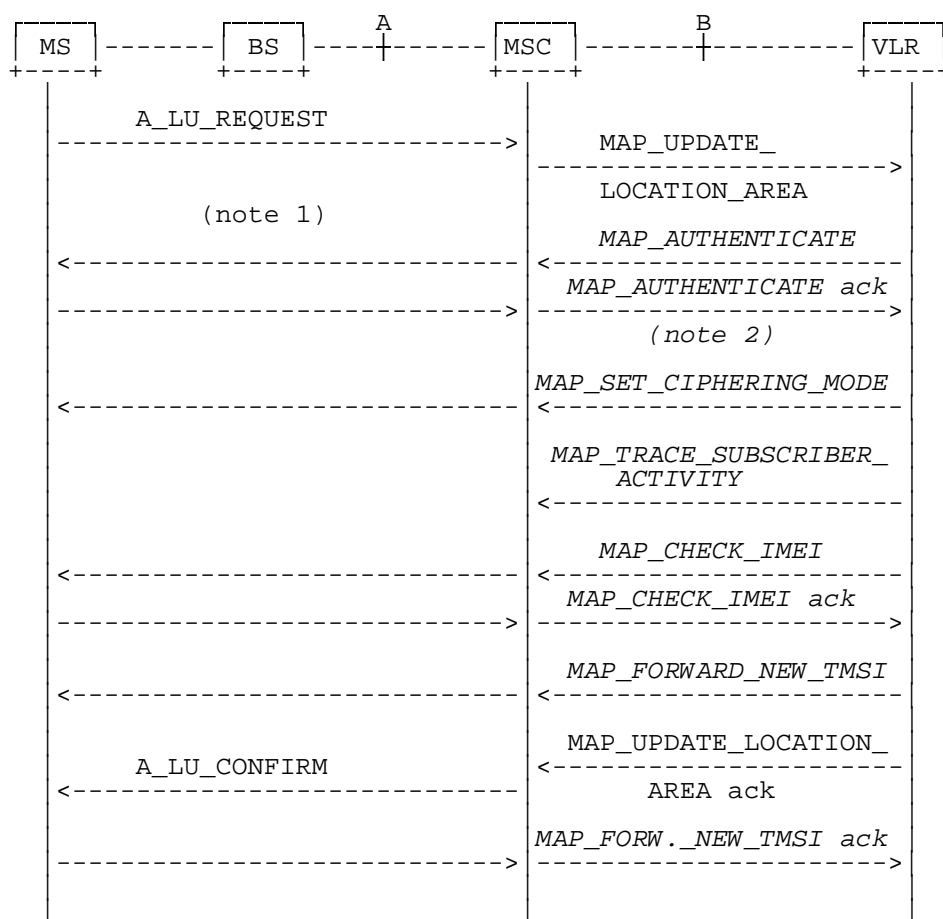 A B
MS BS MSC VLR
A_LU_REQUEST
MAP_UPDATE_
LOCATION_AREA
(note 1)
MAP_AUTHENTICATE
MAP_AUTHENTICATE ack
(note 2)
MAP_SET_CIPHERING_MODE
MAP_TRACE_SUBSCRIBER_
ACTIVITY
MAP_CHECK_IMEI
MAP_CHECK_IMEI ack
MAP_FORWARD_NEW_TMSI
MAP_UPDATE_LOCATION_
A_LU_CONFIRM
AREA ack
MAP_FORW._NEW_TMSI ack